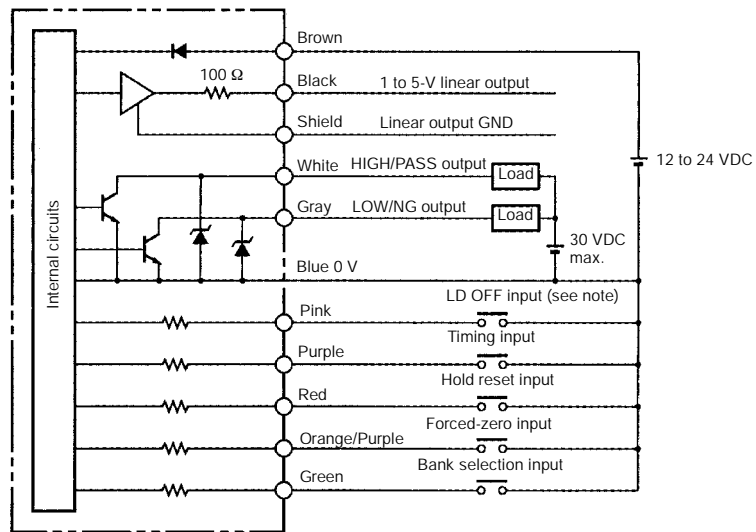 Brown
100 Ω
Black 1 to 5-V linear output
Shield Linear output GND
White HIGH/PASS output Load
12 to 24 VDC
Gray LOW/NG output Load
Internal circuits
30 VDC
max.
Blue 0 V
LD OFF input (see note)
Pink
Timing input
Purple
Hold reset input
Red
Forced-zero input
Orange/Purple
Bank selection input
Green